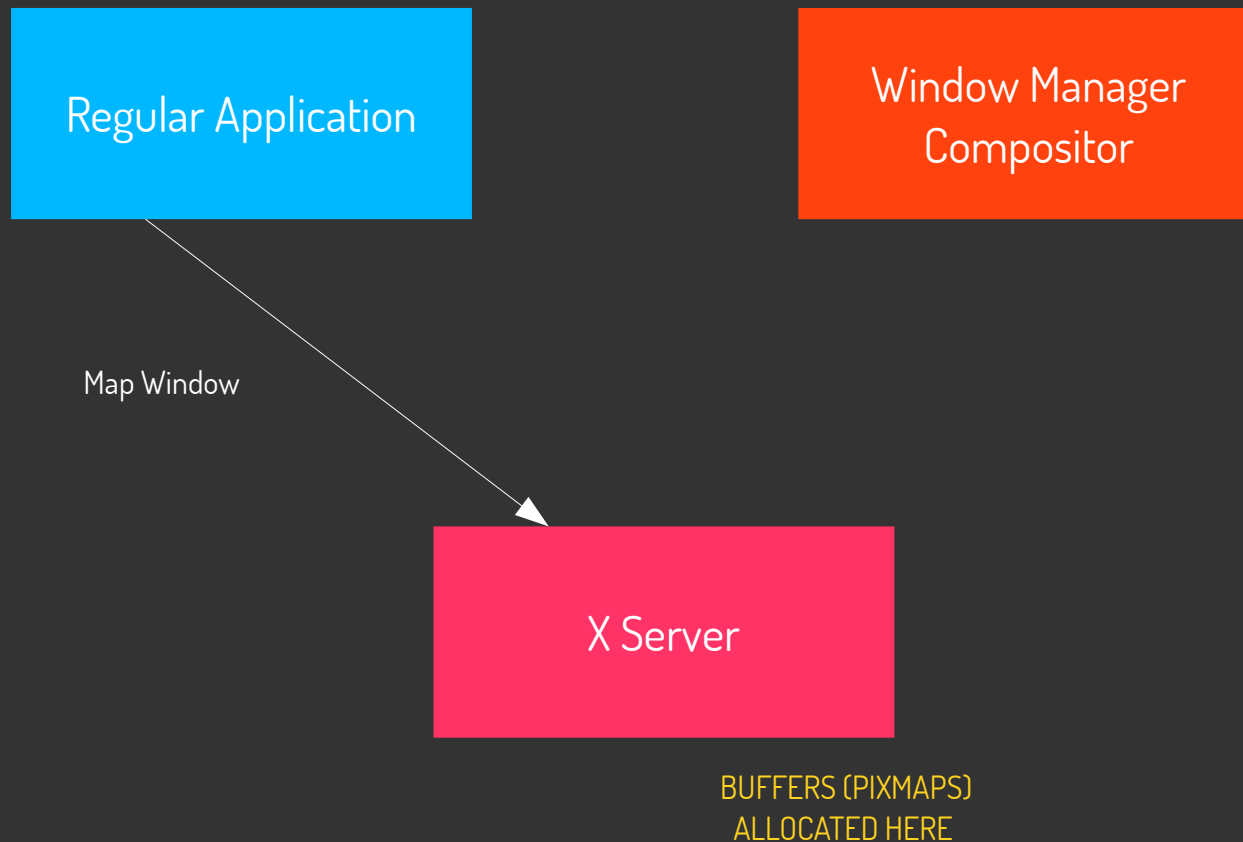 Regular Application
Window Manager
Compositor
Map Window
X Server
BUFFERS (PIXMAPS)
ALLOCATED HERE